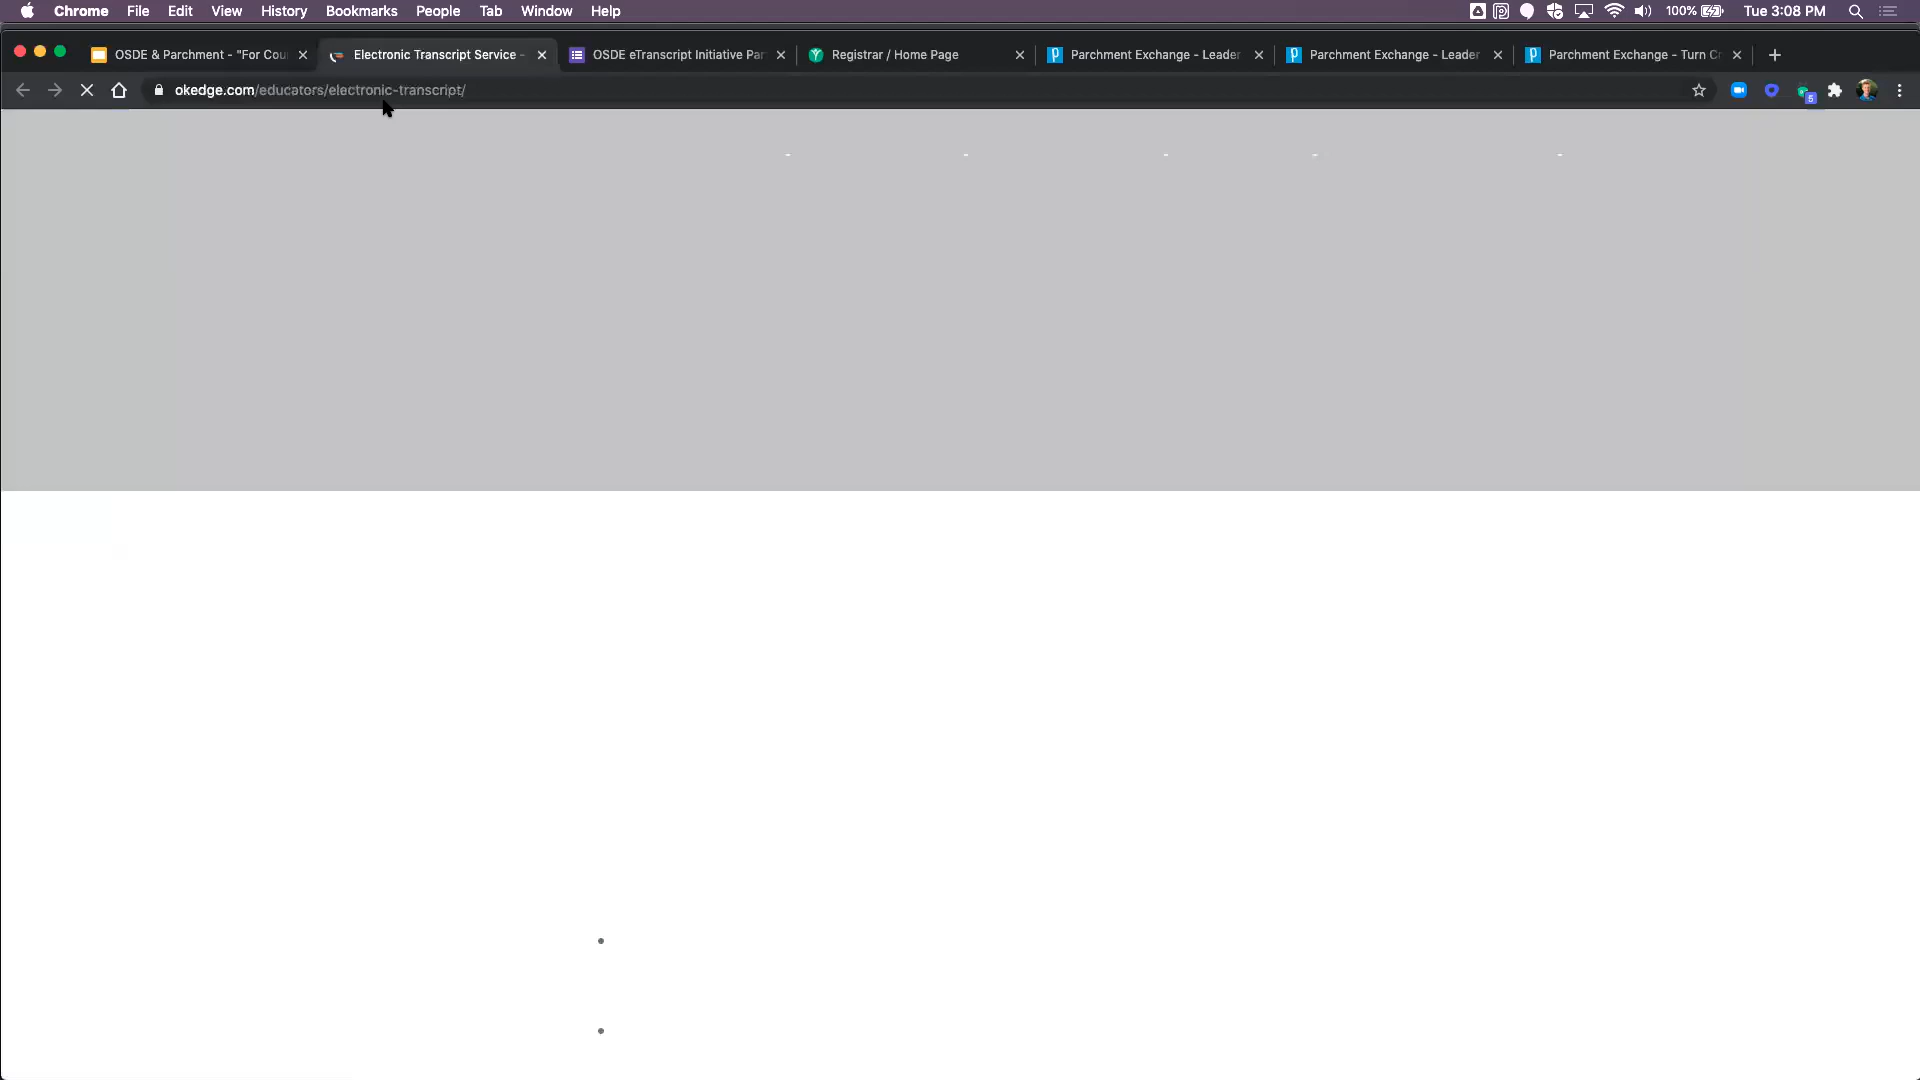 Chrome File Edit View History Bookmarks People Tab Window Help 100% Tue 3:08 PM
OSDE & Parchment - "For Cou Electronic Transcript Service - OSDE eTranscript Initiative Par Registrar / Home Page Parchment Exchange - Leader Parchment Exchange - Leader Parchment Exchange - Turn Cr
okedge.com/educators/electronic-transcript/ 5